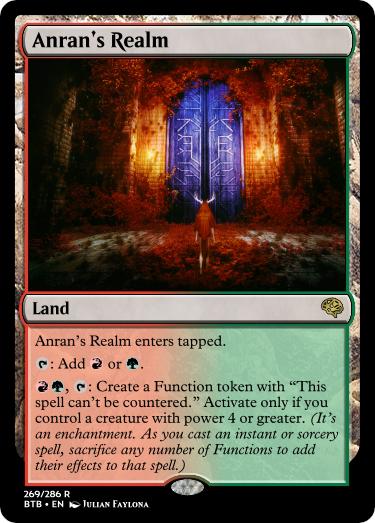 Anran's Realm
Land
Anran's Realm enters tapped.
: Add or .
, : Create a Function token with “This
spell can't be countered.” Activate only if you
control a creature with power 4 or greater. (It's
an enchantment. As you cast an instant or sorcery
spell, sacrifice any number of Functions to add
their effects to that spell.)
269/286 R
BTB • EN Julian Faylona